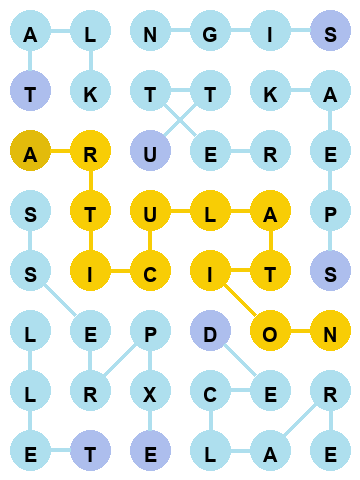 A L N G I S
T K T T K A
A R U E R E
S T U L A P
S I C I T S
L E P D O N
L R X C E R
E T E L A E